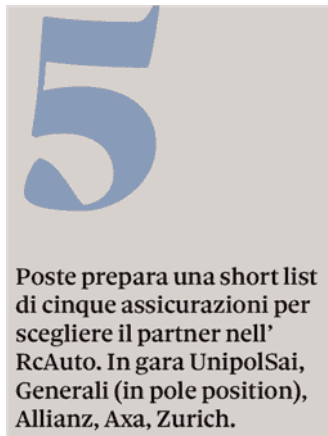 5
Poste prepara una short list
di cinque assicurazioni per
scegliere il partner nell’
RcAuto. In gara UnipolSai,
Generali (in pole position),
Allianz, Axa, Zurich.